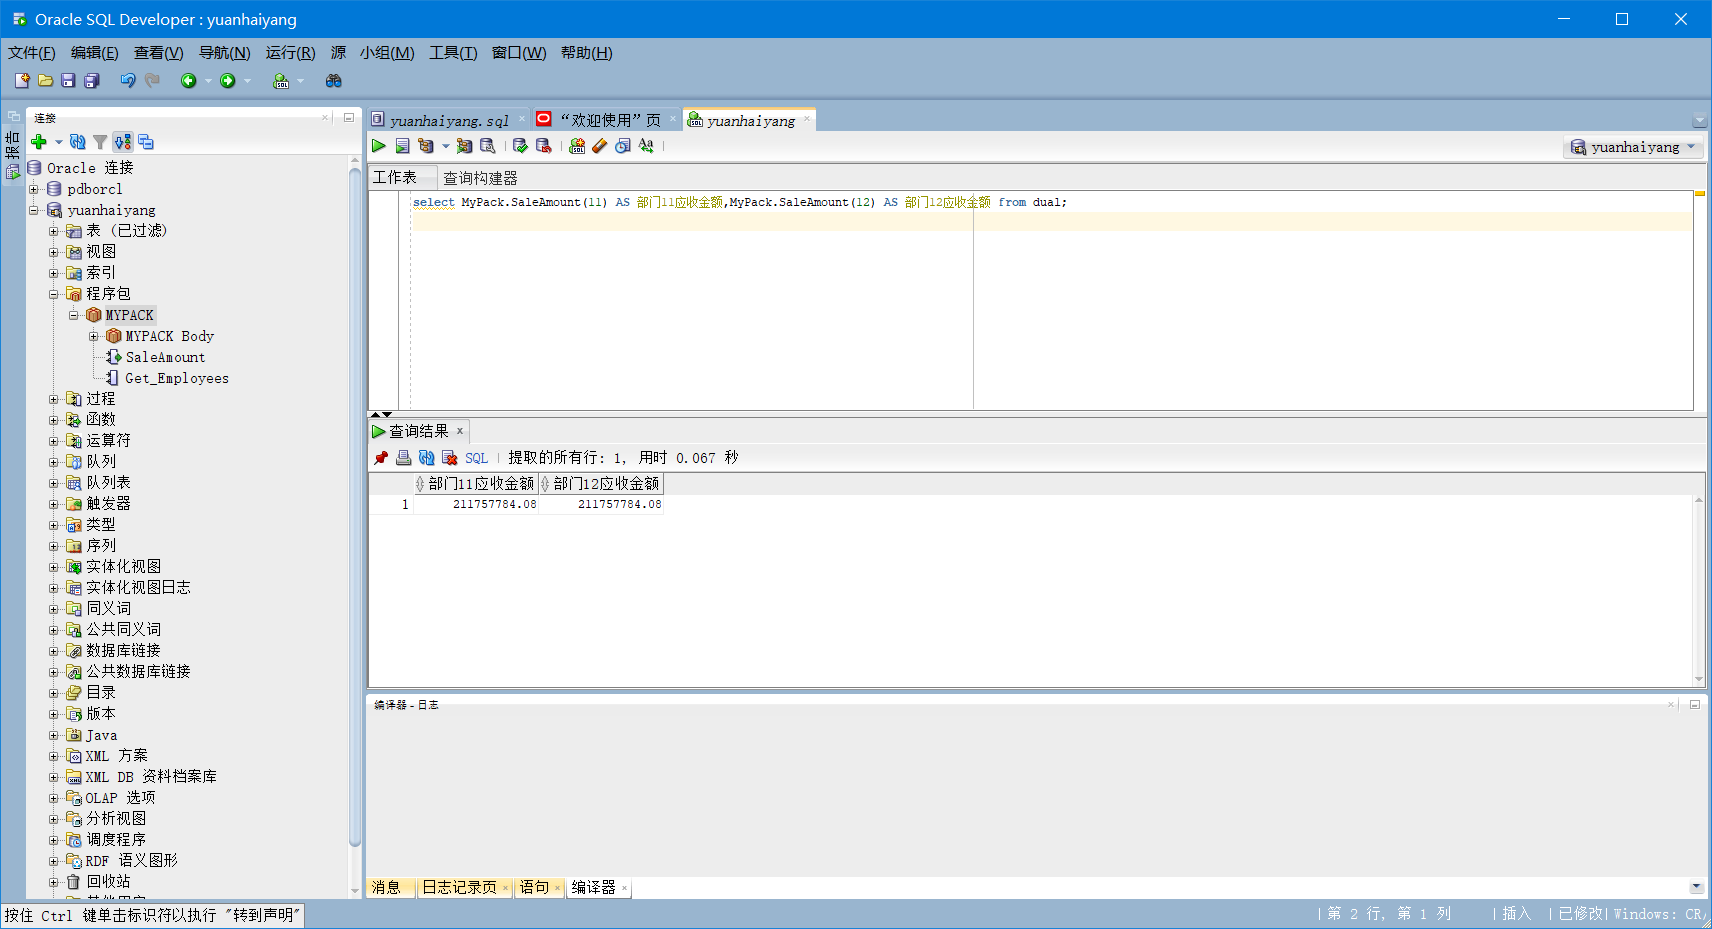 Oracle SQL Developer : yuanhaiyang
文件(F) 编辑(E) 查看(V) 导航(N) 运行(R) 源 小组(M) 工具(T) 窗口(W) 帮助(H)
报告
连接
Oracle 连接
pdborcl
yuanhaiyang
表 (已过滤)
视图
索引
程序包
MYPACK
MYPACK Body
SaleAmount
Get_Employees
过程
函数
运算符
队列
队列表
触发器
类型
序列
实体化视图
实体化视图日志
同义词
公共同义词
数据库链接
公共数据库链接
目录
版本
Java
XML 方案
XML DB 资料档案库
OLAP 选项
分析视图
调度程序
RDF 语义图形
回收站
yuanhaiyang.sql “欢迎使用”页 yuanhaiyang
yuanhaiyang
工作表 查询构建器
select MyPack.SaleAmount(11) AS 部门11应收金额,MyPack.SaleAmount(12) AS 部门12应收金额 from dual;
查询结果
SQL | 提取的所有行: 1, 用时 0.067 秒
部门11应收金额 部门12应收金额
1 211757784.08 211757784.08
编译器 - 日志
消息 日志记录页 语句 编译器
按住 Ctrl 键单击标识符以执行 "转到声明"
| 第 2 行, 第 1 列 | 插入 | 已修改| Windows: CR/